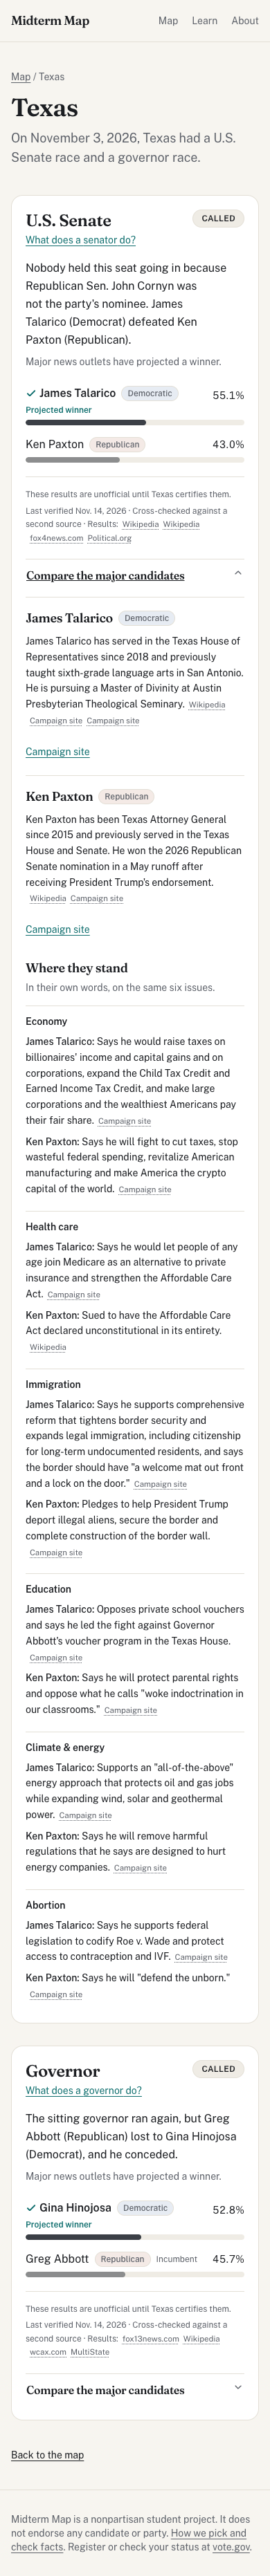 Midterm Map
Map Learn About
Map / Texas
Texas
On November 3, 2026, Texas had a U.S.
Senate race and a governor race.
U.S. Senate
CALLED
What does a senator do?
Nobody held this seat going in because
Republican Sen. John Cornyn was
not the party's nominee. James
Talarico (Democrat) defeated Ken
Paxton (Republican).
Major news outlets have projected a winner.
James Talarico Democratic 55.1%
Projected winner
Ken Paxton Republican 43.0%
These results are unofficial until Texas certifies them.
Last verified Nov. 14, 2026 · Cross-checked against a
second source · Results: Wikipedia Wikipedia
fox4news.com Political.org
Compare the major candidates
James Talarico Democratic
James Talarico has served in the Texas House of
Representatives since 2018 and previously
taught sixth-grade language arts in San Antonio.
He is pursuing a Master of Divinity at Austin
Presbyterian Theological Seminary. Wikipedia
Campaign site Campaign site
Campaign site
Ken Paxton Republican
Ken Paxton has been Texas Attorney General
since 2015 and previously served in the Texas
House and Senate. He won the 2026 Republican
Senate nomination in a May runoff after
receiving President Trump's endorsement.
Wikipedia Campaign site
Campaign site
Where they stand
In their own words, on the same six issues.
Economy
James Talarico: Says he would raise taxes on
billionaires' income and capital gains and on
corporations, expand the Child Tax Credit and
Earned Income Tax Credit, and make large
corporations and the wealthiest Americans pay
their fair share. Campaign site
Ken Paxton: Says he will fight to cut taxes, stop
wasteful federal spending, revitalize American
manufacturing and make America the crypto
capital of the world. Campaign site
Health care
James Talarico: Says he would let people of any
age join Medicare as an alternative to private
insurance and strengthen the Affordable Care
Act. Campaign site
Ken Paxton: Sued to have the Affordable Care
Act declared unconstitutional in its entirety.
Wikipedia
Immigration
James Talarico: Says he supports comprehensive
reform that tightens border security and
expands legal immigration, including citizenship
for long-term undocumented residents, and says
the border should have "a welcome mat out front
and a lock on the door." Campaign site
Ken Paxton: Pledges to help President Trump
deport illegal aliens, secure the border and
complete construction of the border wall.
Campaign site
Education
James Talarico: Opposes private school vouchers
and says he led the fight against Governor
Abbott's voucher program in the Texas House.
Campaign site
Ken Paxton: Says he will protect parental rights
and oppose what he calls "woke indoctrination in
our classrooms." Campaign site
Climate & energy
James Talarico: Supports an "all-of-the-above"
energy approach that protects oil and gas jobs
while expanding wind, solar and geothermal
power. Campaign site
Ken Paxton: Says he will remove harmful
regulations that he says are designed to hurt
energy companies. Campaign site
Abortion
James Talarico: Says he supports federal
legislation to codify Roe v. Wade and protect
access to contraception and IVF. Campaign site
Ken Paxton: Says he will "defend the unborn."
Campaign site
Governor
CALLED
What does a governor do?
The sitting governor ran again, but Greg
Abbott (Republican) lost to Gina Hinojosa
(Democrat), and he conceded.
Major news outlets have projected a winner.
Gina Hinojosa Democratic 52.8%
Projected winner
Greg Abbott Republican Incumbent 45.7%
These results are unofficial until Texas certifies them.
Last verified Nov. 14, 2026 · Cross-checked against a
second source · Results: fox13news.com Wikipedia
wcax.com MultiState
Compare the major candidates
Back to the map
Midterm Map is a nonpartisan student project. It does
not endorse any candidate or party. How we pick and
check facts. Register or check your status at vote.gov.